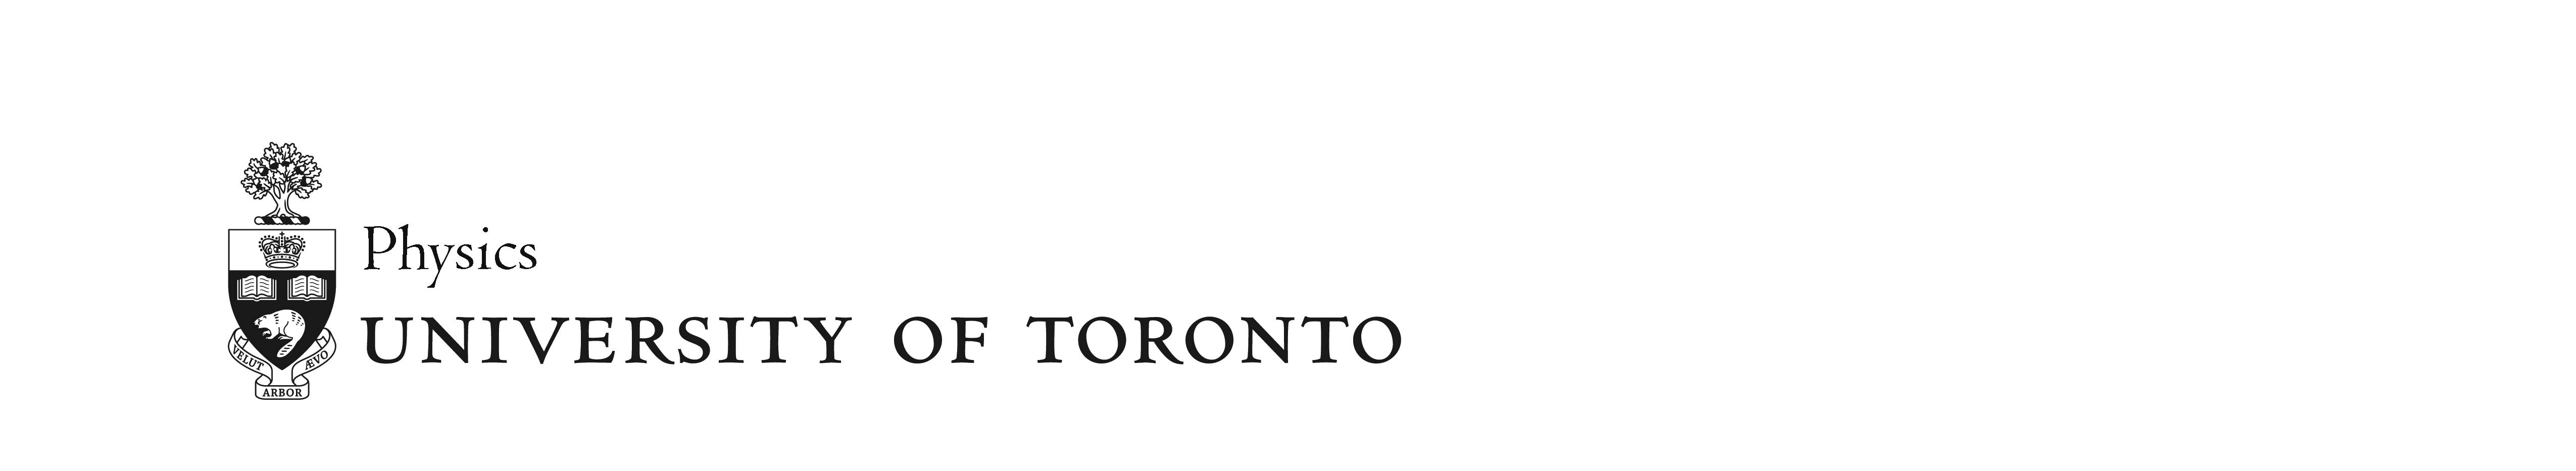 Physics
UNIVERSITY OF TORONTO
VELUT
ARBOR
ÆVO